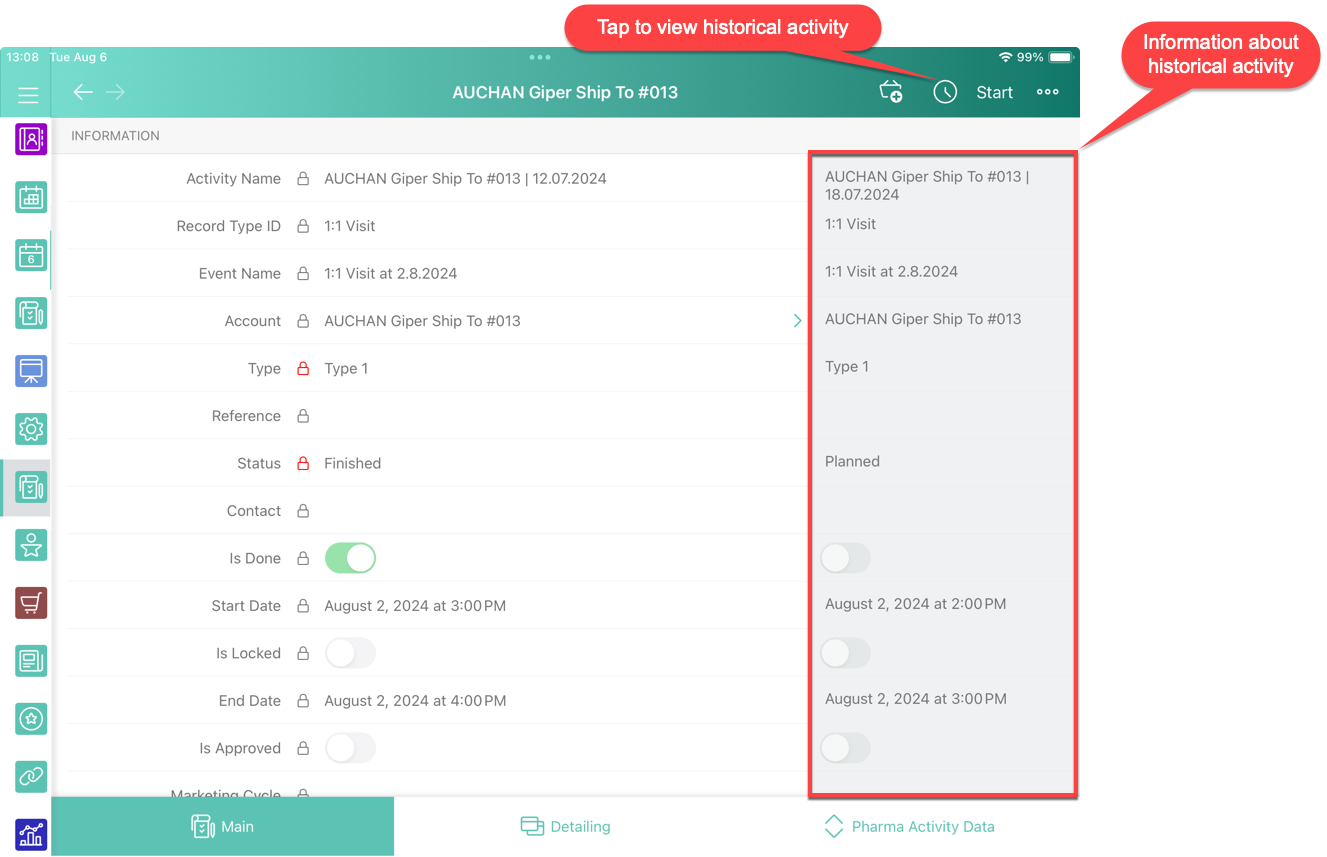 Tap to view historical activity
Information about
historical activity
13:08 Tue Aug 6
99%
AUCHAN Giper Ship To #013
Start
INFORMATION
Activity Name AUCHAN Giper Ship To #013 | 12.07.2024
AUCHAN Giper Ship To #013 |
18.07.2024
Record Type ID 1:1 Visit 1:1 Visit
Event Name 1:1 Visit at 2.8.2024 1:1 Visit at 2.8.2024
6
Account AUCHAN Giper Ship To #013 AUCHAN Giper Ship To #013
Type Type 1 Type 1
Reference
Status Finished Planned
Contact
Is Done
Start Date August 2, 2024 at 3:00 PM August 2, 2024 at 2:00 PM
Is Locked
End Date August 2, 2024 at 4:00 PM August 2, 2024 at 3:00 PM
Is Approved
Marketing Cycle
Main Detailing Pharma Activity Data